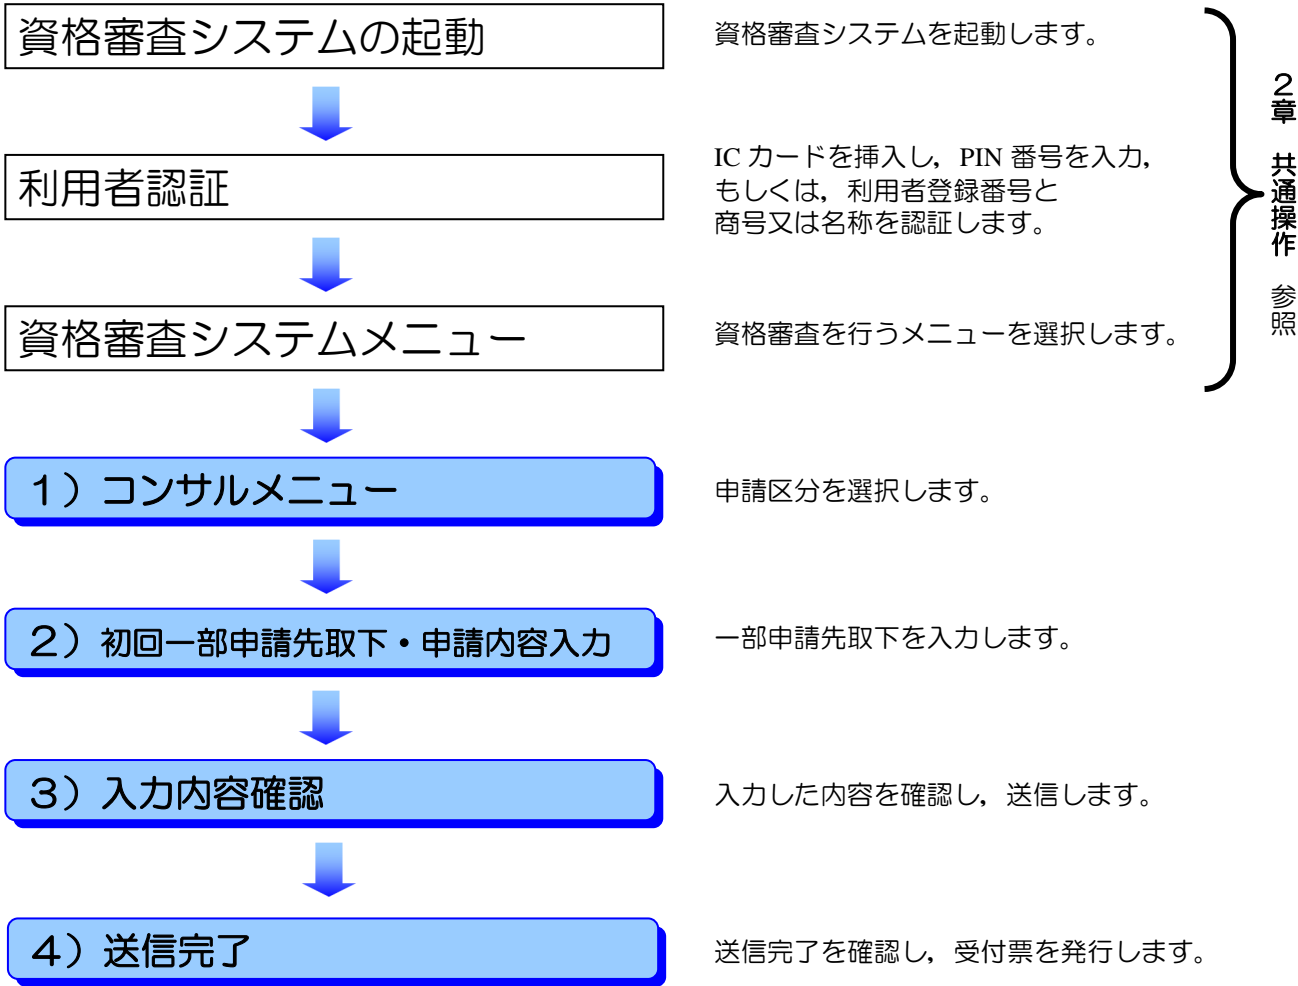 資格審査システムの起動
資格審査システムを起動します。
利用者認証
IC カードを挿入し，PIN 番号を入力，
もしくは，利用者登録番号と
商号又は名称を認証します。
資格審査システムメニュー
資格審査を行うメニューを選択します。
２章　共通操作　参照
１）コンサルメニュー
申請区分を選択します。
２）初回一部申請先取下・申請内容入力
一部申請先取下を入力します。
３）入力内容確認
入力した内容を確認し，送信します。
４）送信完了
送信完了を確認し，受付票を発行します。